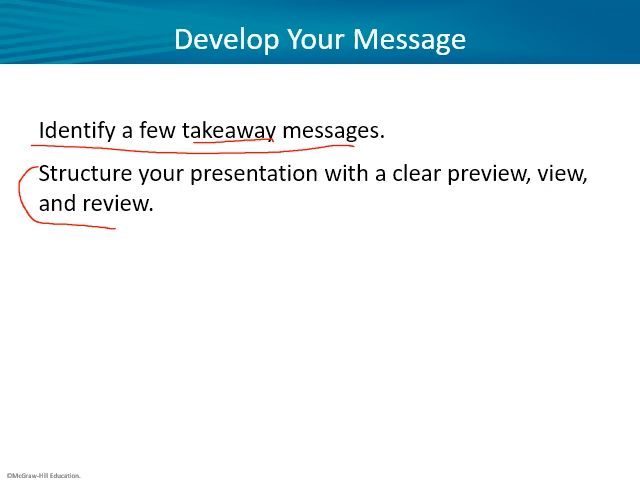 Develop Your Message
Identify a few takeaway messages.
Structure your presentation with a clear preview, view,
and review.
©McGraw-Hill Education.